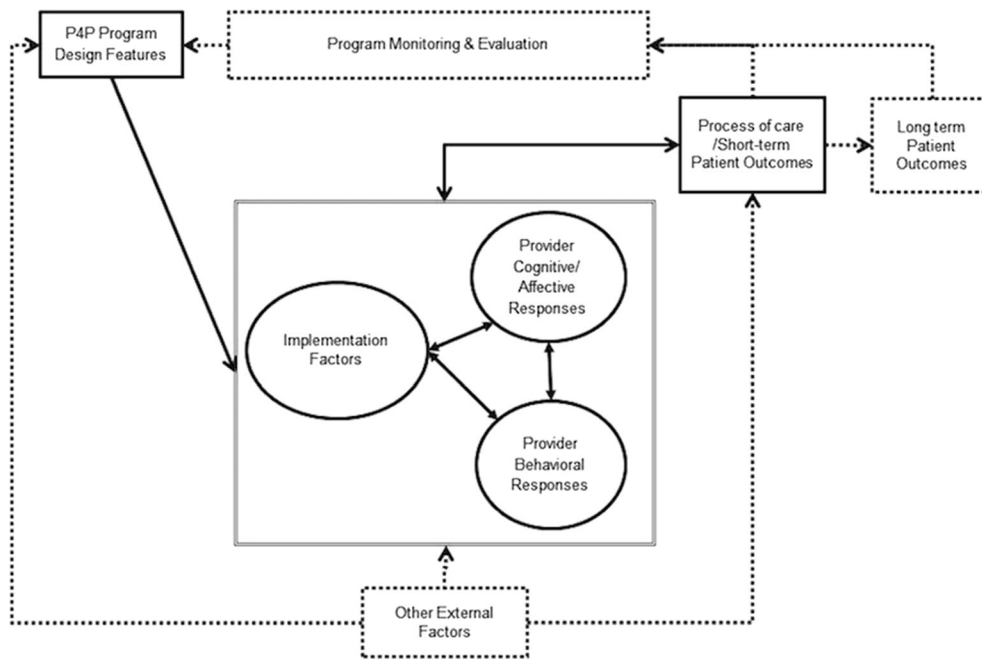 P4P Program
Design Features
Program Monitoring & Evaluation
Process of care
/Short-term
Patient Outcomes
Long term
Patient
Outcomes
Provider
Cognitive/
Affective
Responses
Implementation
Factors
Provider
Behavioral
Responses
Other External
Factors